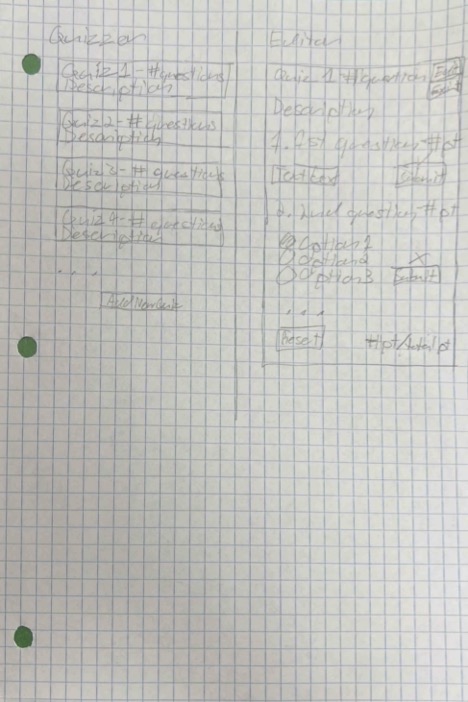 Quizzer
Quiz 1 - #questions
Description
Quiz 2 - # questions
Description
Quiz 3 - # questions
Description
Quiz 4 - # questions
Description
...
Add New Quiz
Editor
Quiz 1 #question
Edit
Description
1. question #pt
Text box
Submit
2. 2nd question #pt
Option 1
Option 2
X
Option 3
Submit
...
Reset
#pt/total pt